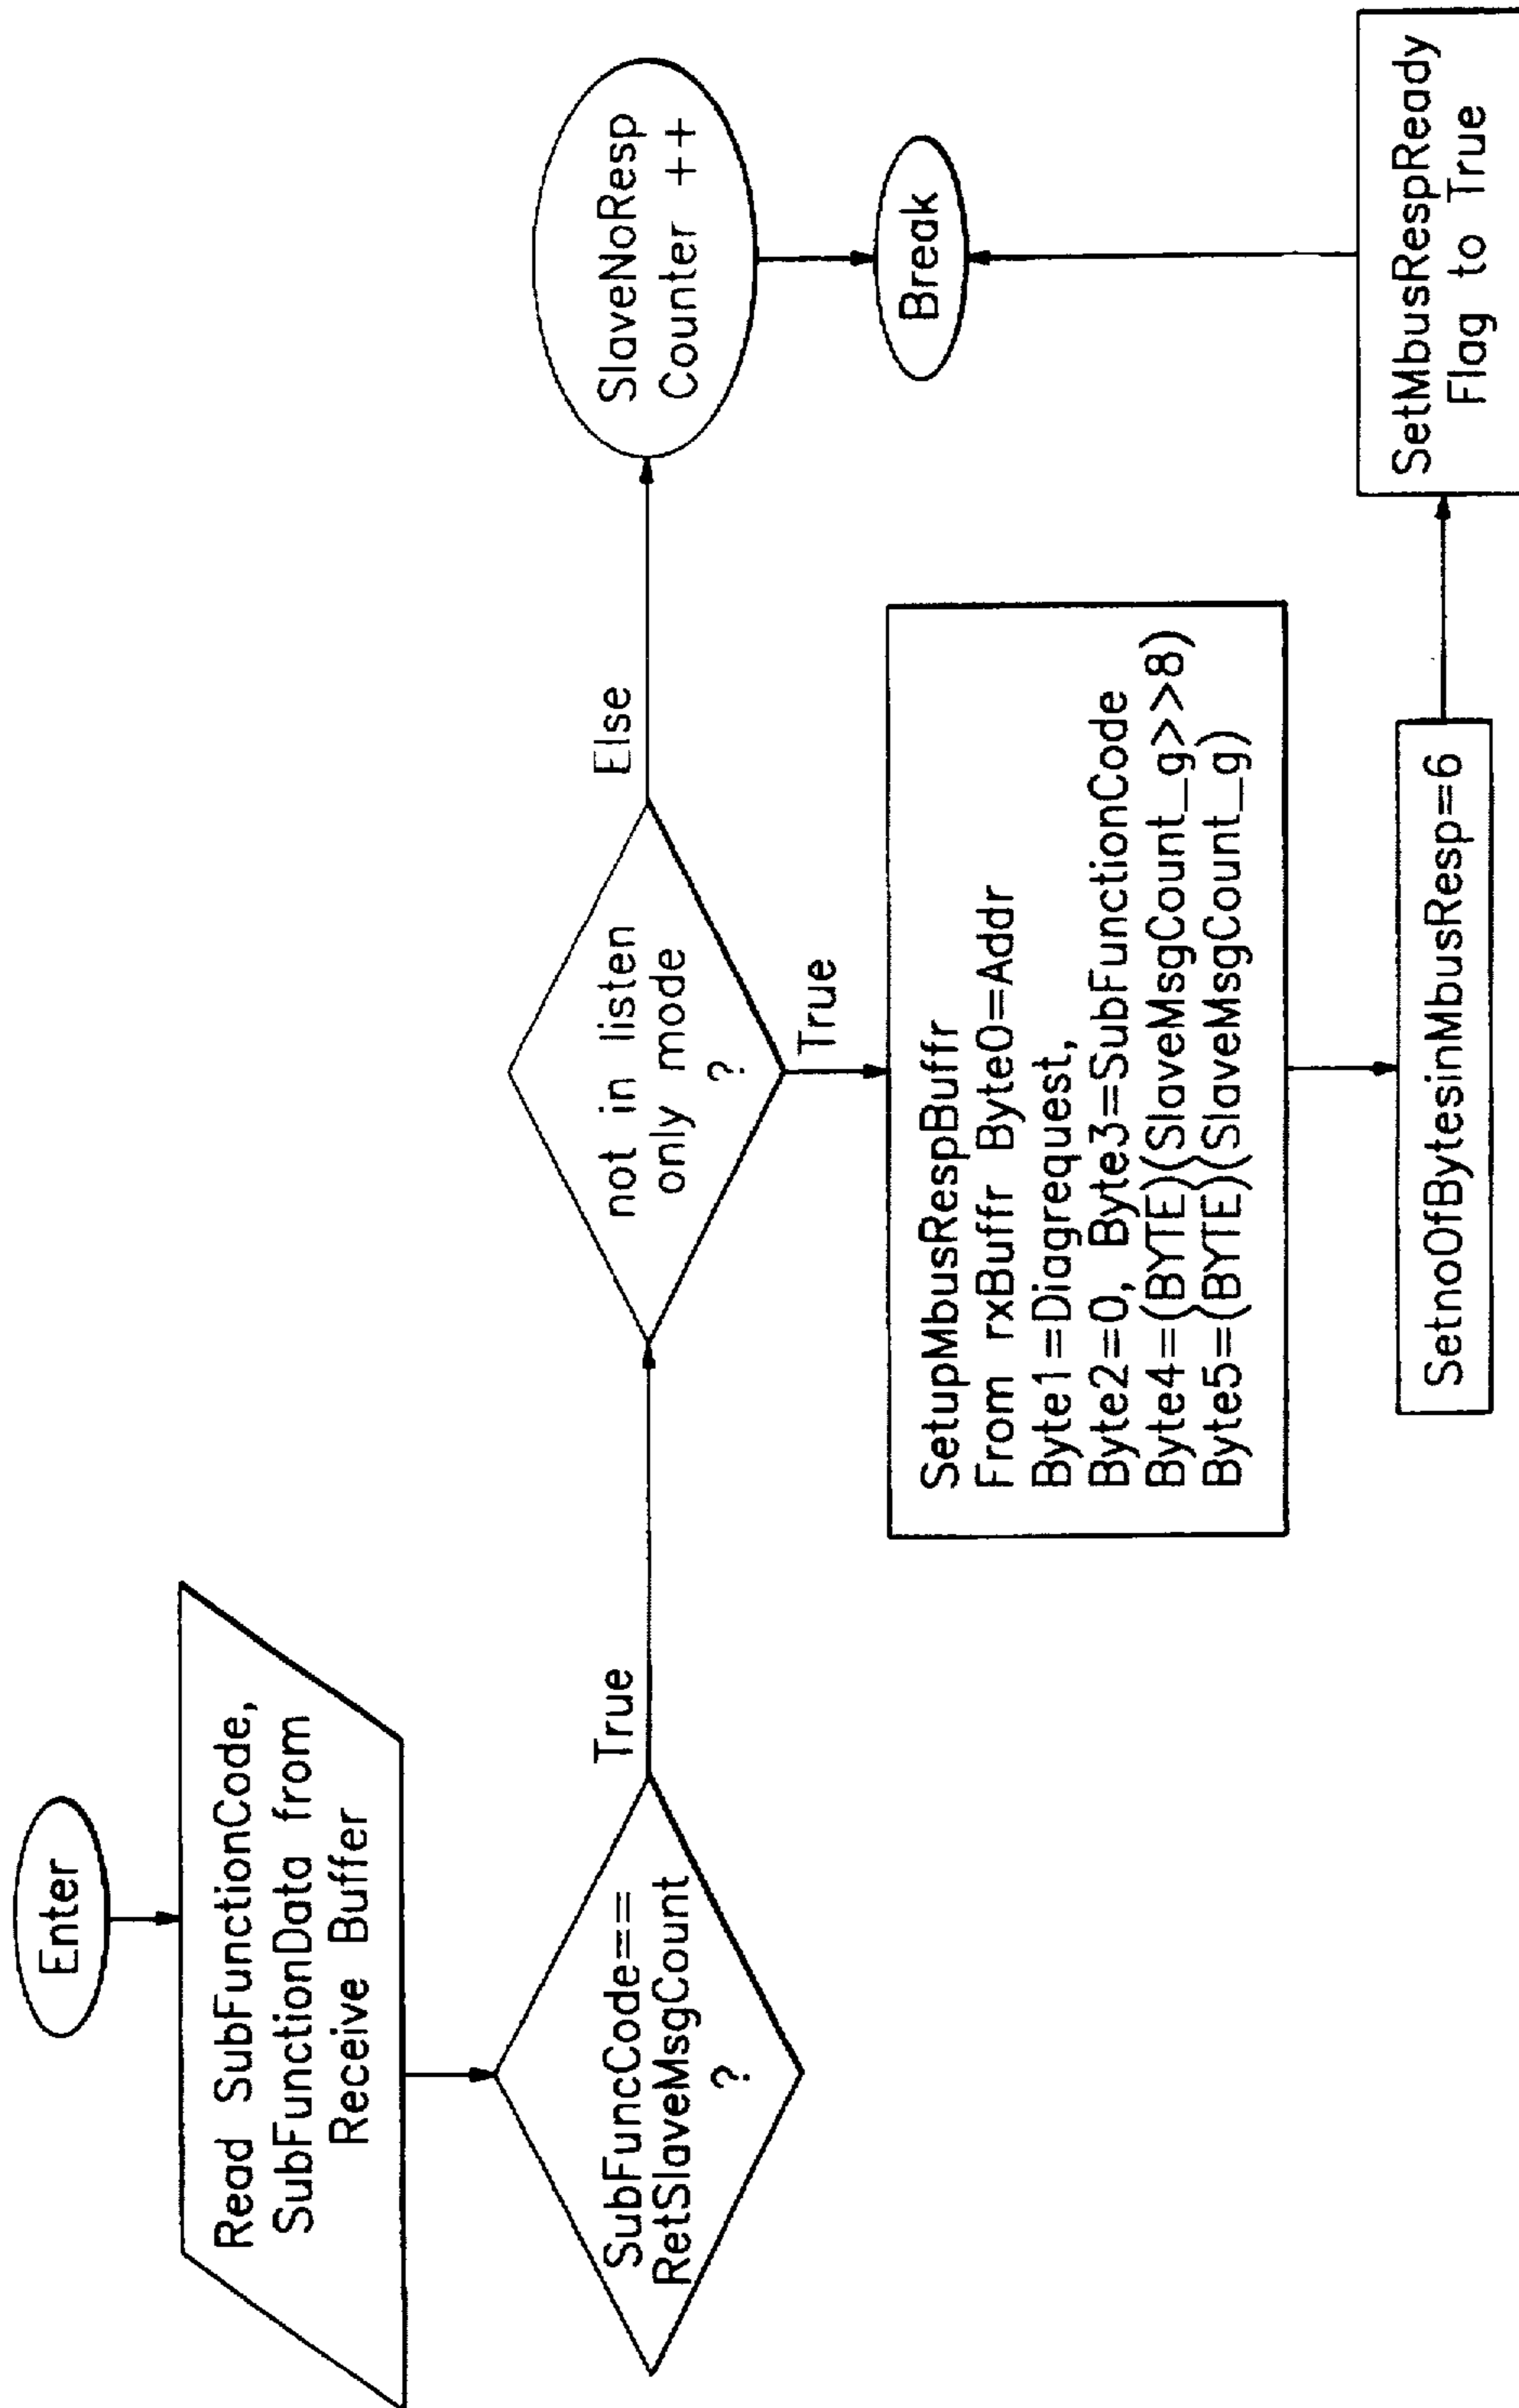 Enter
Read SubFunctionCode,
SubFunctionData from
Receive Buffer
SubFuncCode==
RetSlaveMsgCount
?
True
not in listen
only mode
?
Else
SlaveNoResp
Counter ++
Break
True
SetupMbusRespBuffr
From rxBuffr Byte0=Addr
Byte1=Diagrequest,
Byte2=0, Byte3=SubFunctionCode
Byte4=(BYTE)(SlaveMsgCount_g>>8)
Byte5=(BYTE)(SlaveMsgCount_g)
SetnoOfBytesinMbusResp=6
SetMbusRespReady
Flag to True